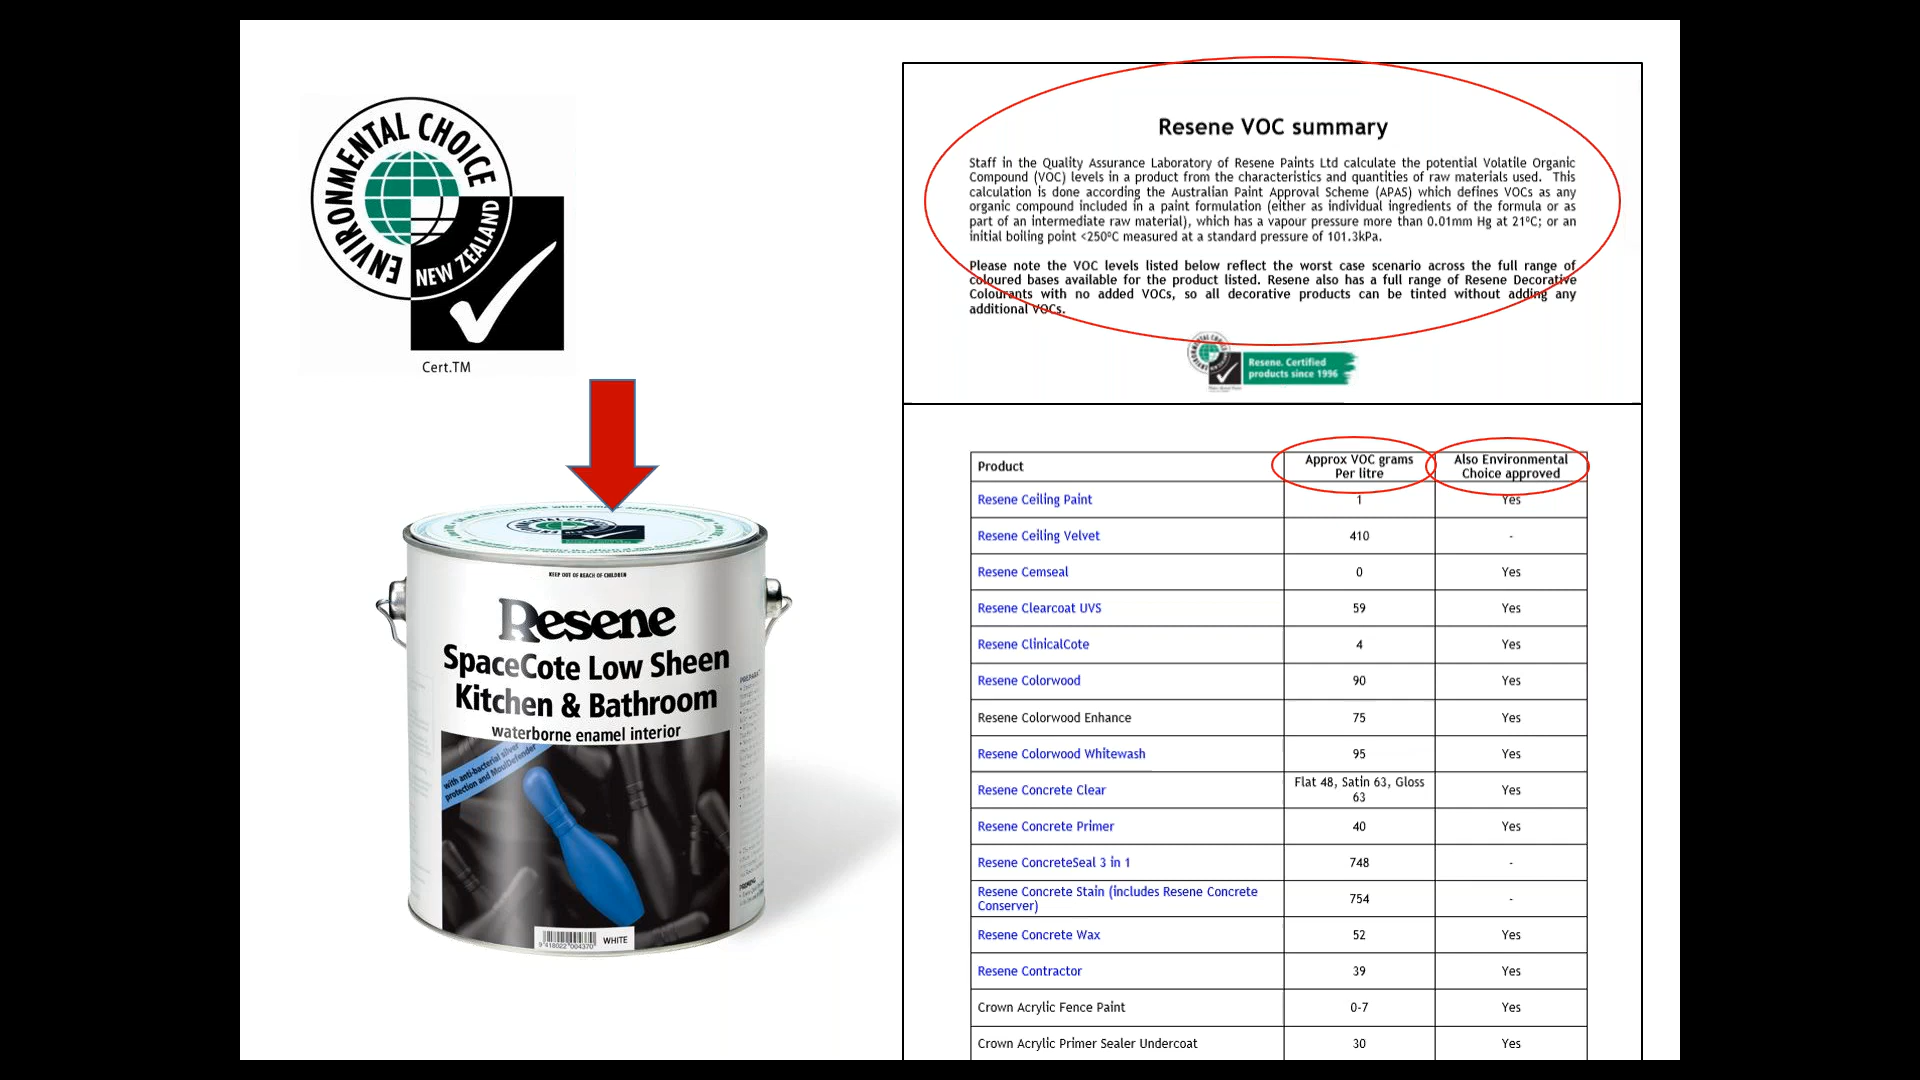 ENVIRONMENTAL CHOICE
NEW ZEALAND
Cert.TM
KEEP OUT OF REACH OF CHILDREN
Resene
SpaceCote Low Sheen
Kitchen & Bathroom
waterborne enamel interior
with anti-bacterial silver
protection and MouldDefender
WHITE
Resene VOC summary
Staff in the Quality Assurance Laboratory of Resene Paints Ltd calculate the potential Volatile Organic
Compound (VOC) levels in a product from the characteristics and quantities of raw materials used. This
calculation is done according the Australian Paint Approval Scheme (APAS) which defines VOCs as any
organic compound included in a paint formulation (either as individual ingredients of the formula or as
part of an intermediate raw material), which has a vapour pressure more than 0.01mm Hg at 21ºC; or an
initial boiling point <250ºC measured at a standard pressure of 101.3kPa.
Please note the VOC levels listed below reflect the worst case scenario across the full range of
coloured bases available for the product listed. Resene also has a full range of Resene Decorative
Colourants with no added VOCs, so all decorative products can be tinted without adding any
additional VOCs.
Resene. Certified
products since 1996
Product Approx VOC grams Per litre Also Environmental Choice approved
Resene Ceiling Paint 1 Yes
Resene Ceiling Velvet 410 -
Resene Cemseal 0 Yes
Resene Clearcoat UVS 59 Yes
Resene ClinicalCote 4 Yes
Resene Colorwood 90 Yes
Resene Colorwood Enhance 75 Yes
Resene Colorwood Whitewash 95 Yes
Resene Concrete Clear Flat 48, Satin 63, Gloss 63 Yes
Resene Concrete Primer 40 Yes
Resene ConcreteSeal 3 in 1 748 -
Resene Concrete Stain (includes Resene Concrete Conserver) 754 -
Resene Concrete Wax 52 Yes
Resene Contractor 39 Yes
Crown Acrylic Fence Paint 0-7 Yes
Crown Acrylic Primer Sealer Undercoat 30 Yes